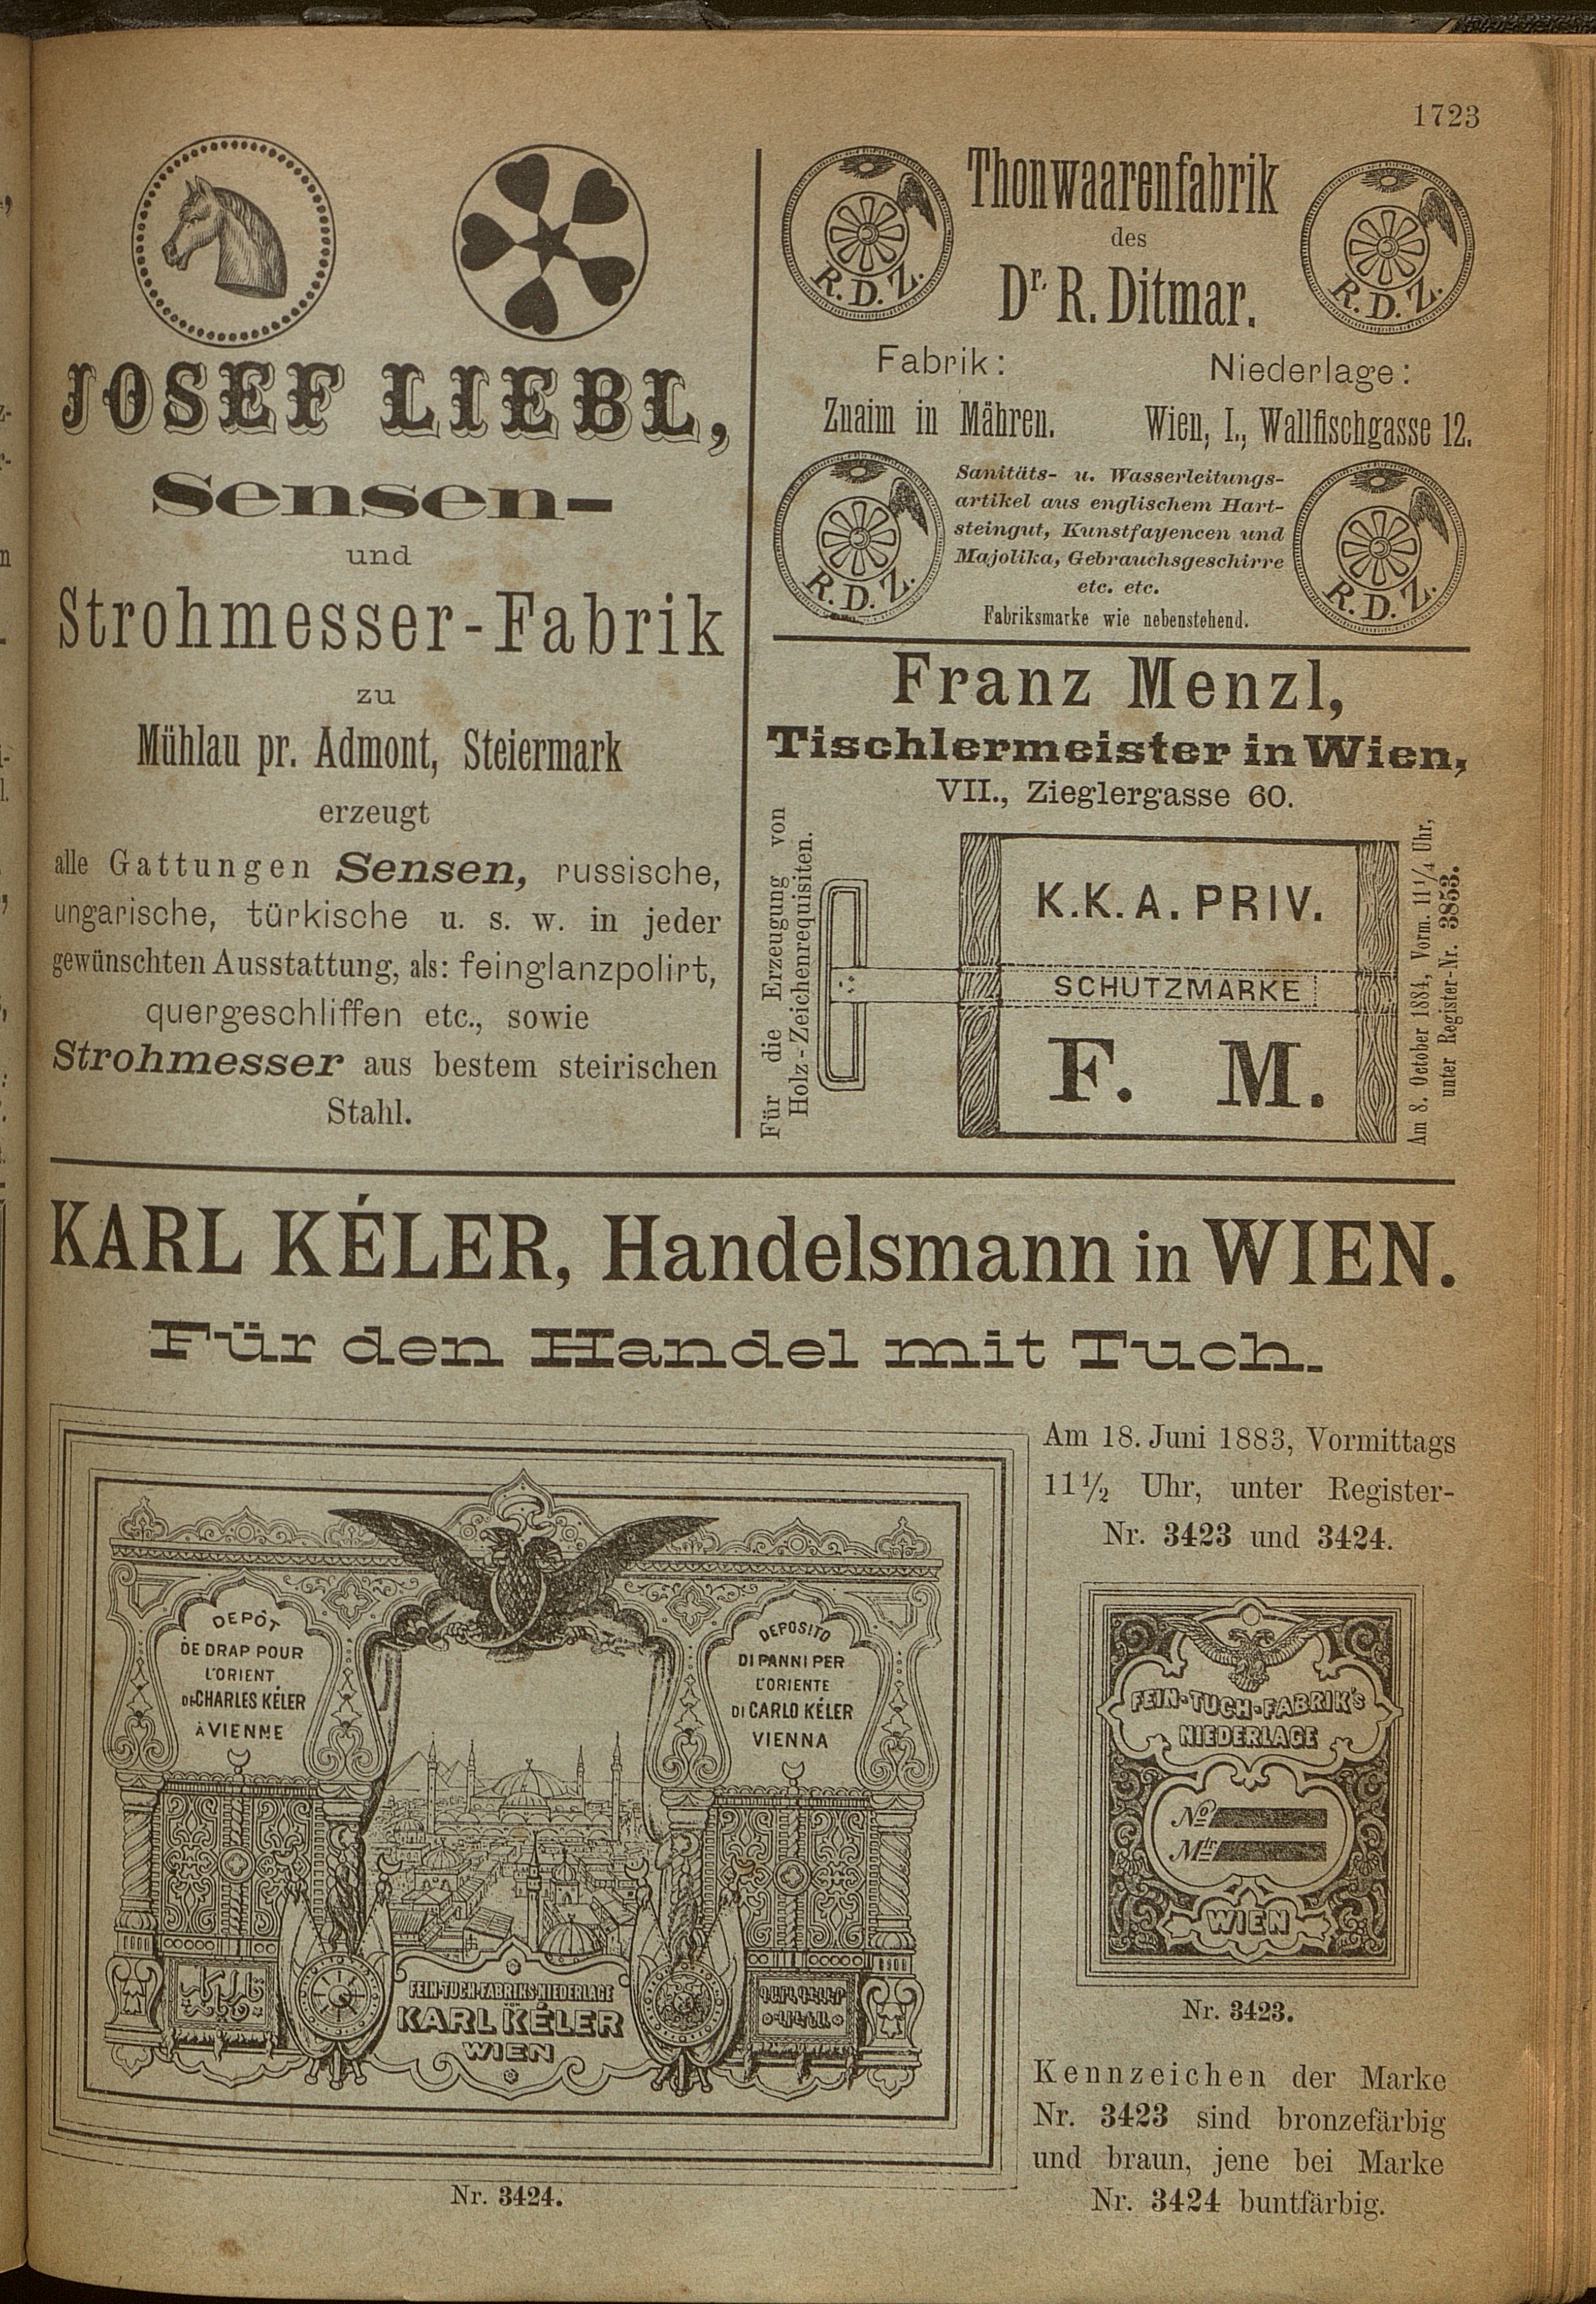 1723
JOSEF LIEBL,
Sensen-
und
Strohmesser-Fabrik
zu
Mühlau pr. Admont, Steiermark
erzeugt
alle Gattungen Sensen, russische,
ungarische, türkische u. s. w. in jeder
gewünschten Ausstattung, als: feinglanzpolirt,
quergeschliffen etc., sowie
Strohmesser aus bestem steirischen
Stahl.
R. D. Z.
Thonwaarenfabrik
des
Dr. R. Ditmar.
R. D. Z.
Fabrik:
Niederlage:
Znaim in Mähren.
Wien, I., Wallfischgasse 12.
R. D. Z.
Sanitäts- u. Wasserleitungs-
artikel aus englischem Hart-
steingut, Kunstfayencen und
Majolika, Gebrauchsgeschirre
etc. etc.
Fabriksmarke wie nebenstehend.
R. D. Z.
Franz Menzl,
Tischlermeister in Wien,
VII., Zieglergasse 60.
Für die Erzeugung von
Holz-Zeichenrequisiten.
K. K. A. PRIV.
SCHUTZMARKE
F. M.
Am 8. October 1884, Vorm. 11¼ Uhr,
unter Register-Nr. 3853.
KARL KÉLER, Handelsmann in WIEN.
Für den Handel mit Tuch.
DEPÔT
DE DRAP POUR
L'ORIENT
DE CHARLES KÉLER
À VIENNE
DEPOSITO
DI PANNI PER
L'ORIENTE
DI CARLO KÉLER
VIENNA
FEIN-TUCH-FABRIKS-NIEDERLAGE
KARL KÉLER
WIEN
Nr. 3424.
Am 18. Juni 1883, Vormittags
11½ Uhr, unter Register-
Nr. 3423 und 3424.
FEIN-TUCH-FABRIK's
NIEDERLAGE
No
Mtr
WIEN
Nr. 3423.
Kennzeichen der Marke
Nr. 3423 sind bronzefärbig
und braun, jene bei Marke
Nr. 3424 buntfärbig.